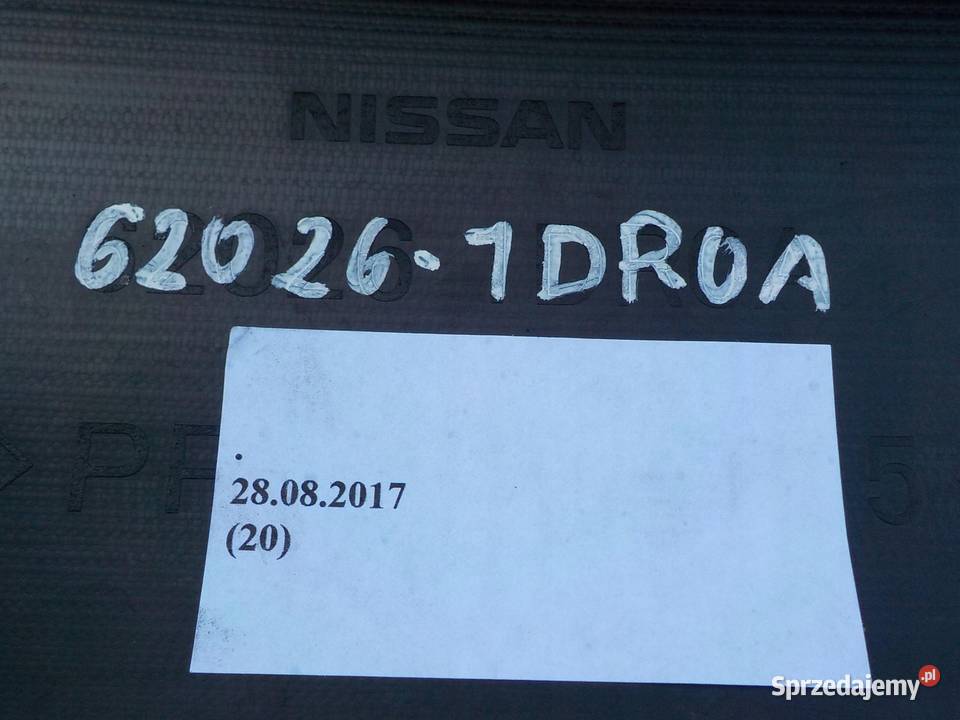 NISSAN
62026-1DR0A
.
28.08.2017
(20)
Sprzedajemy.pl